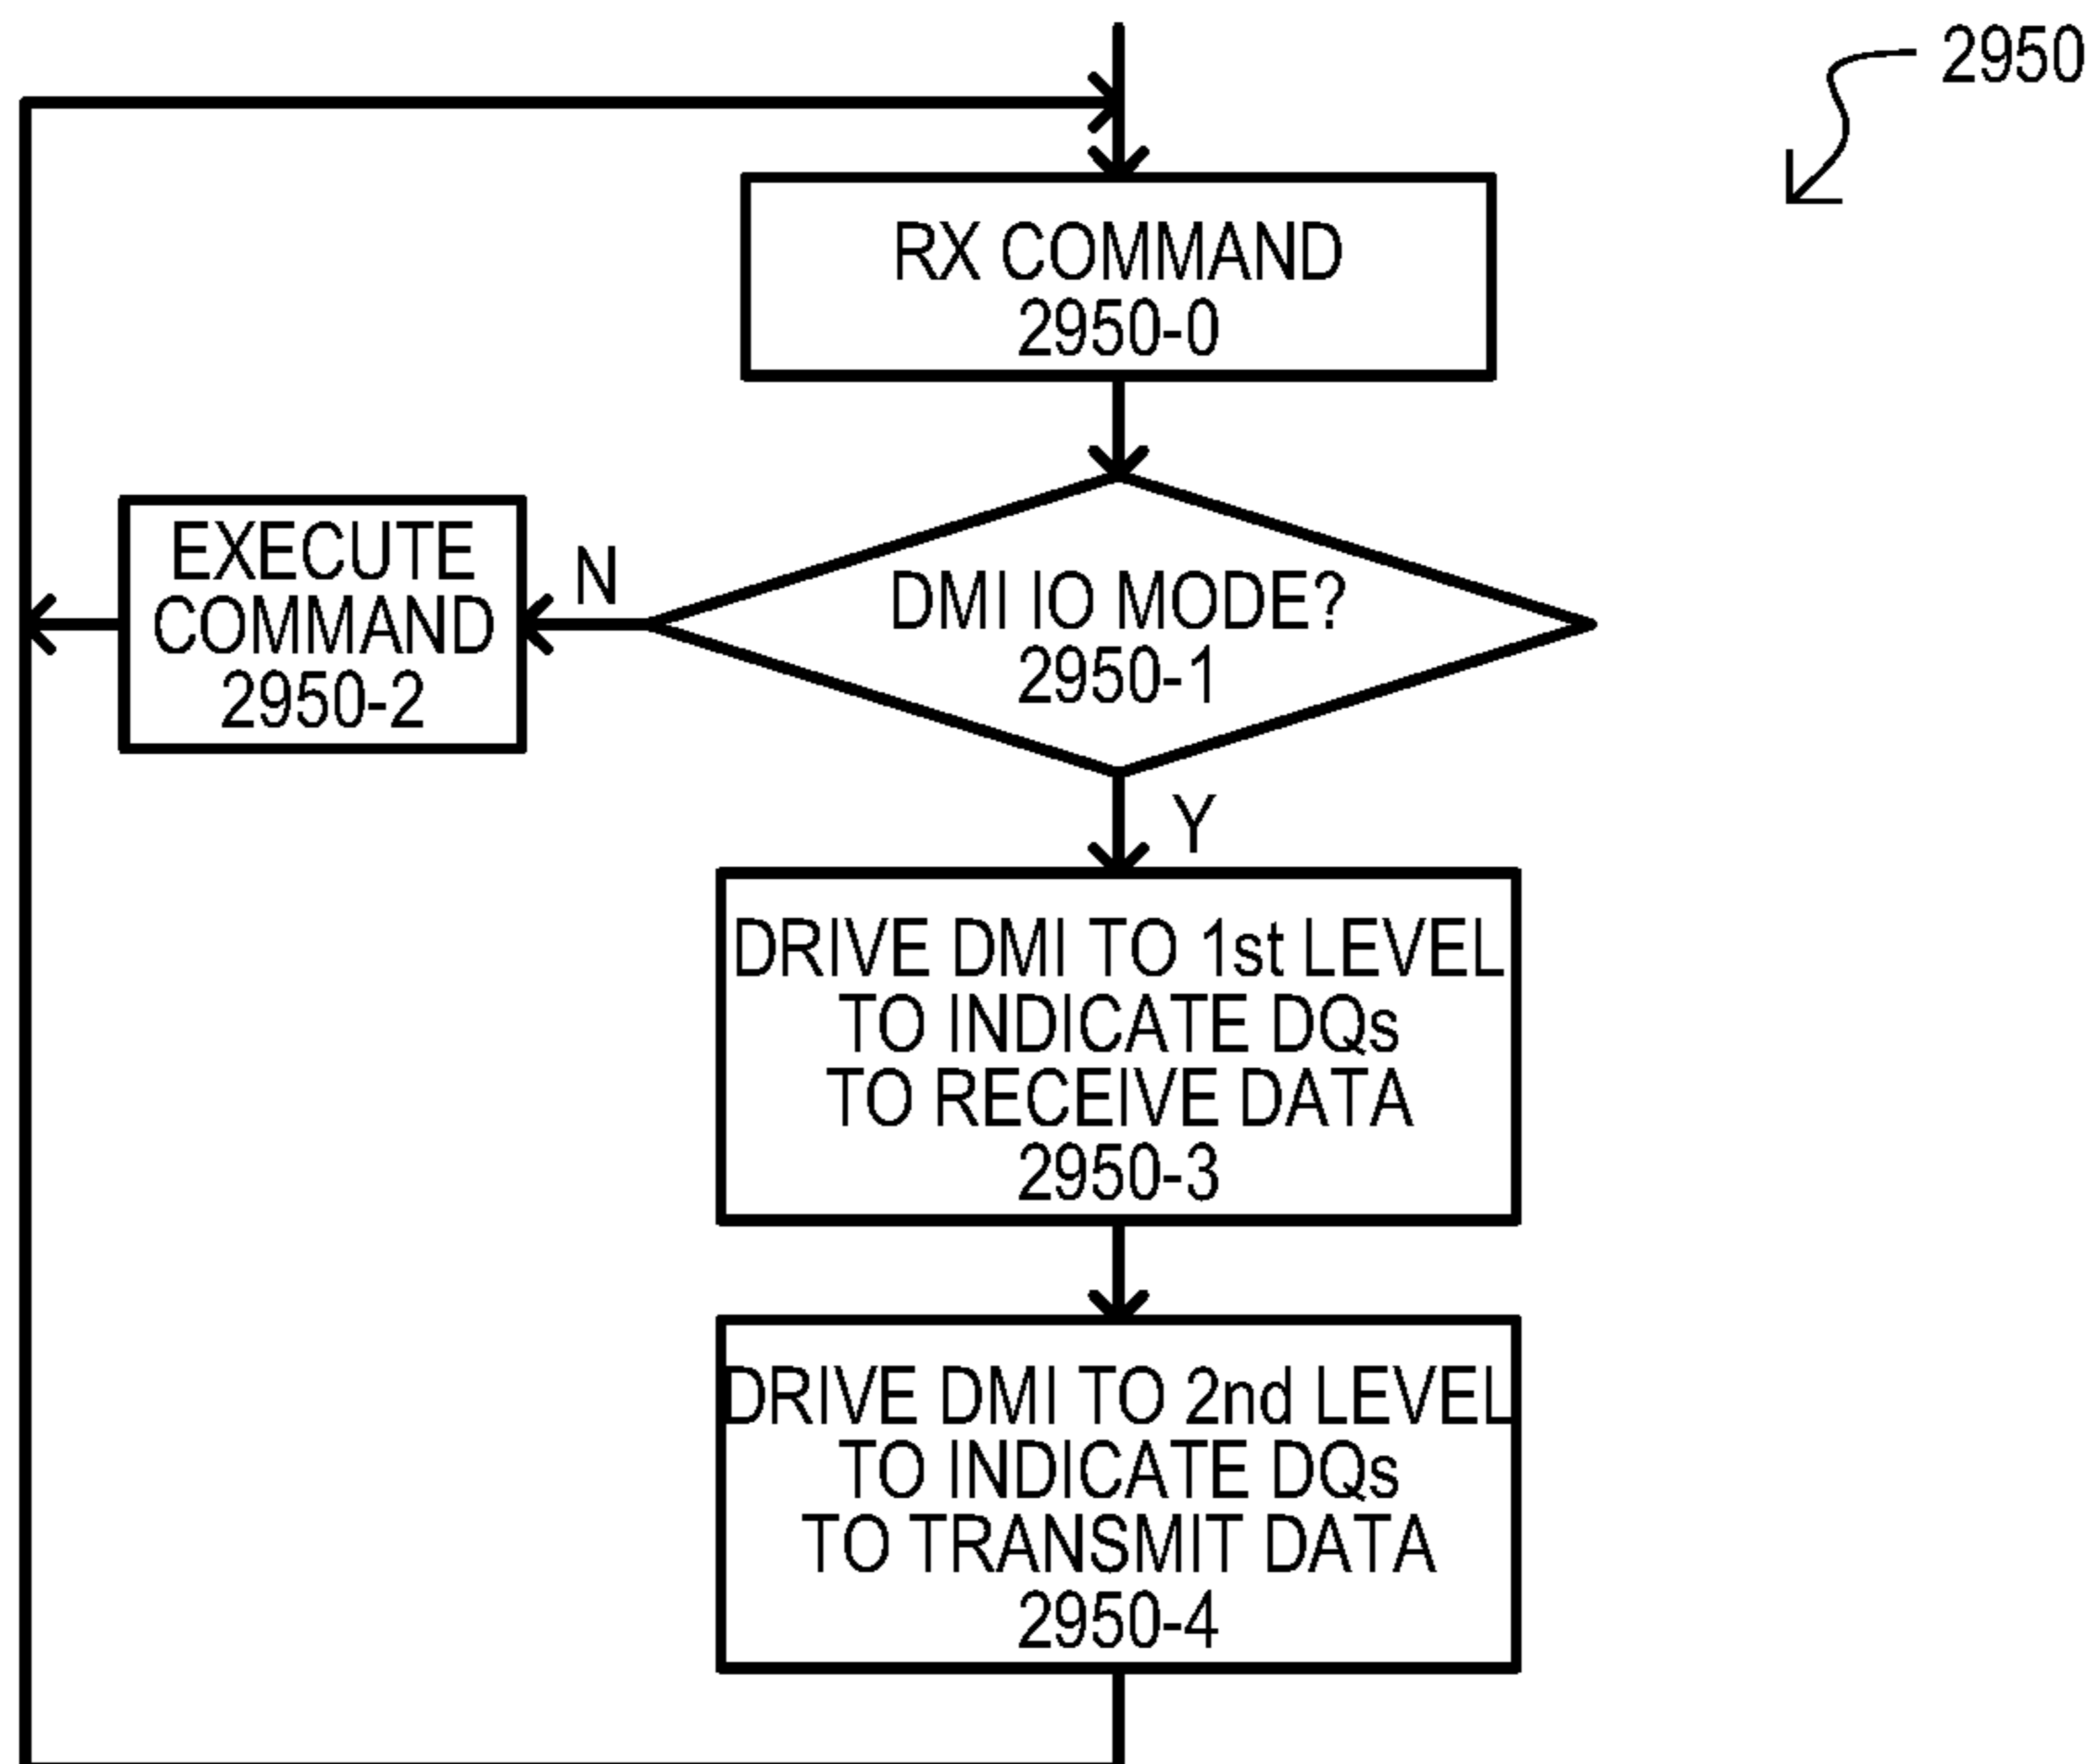 2950
RX COMMAND
2950-0
DMI IO MODE?
2950-1
N
EXECUTE
COMMAND
2950-2
Y
DRIVE DMI TO 1st LEVEL
TO INDICATE DQs
TO RECEIVE DATA
2950-3
DRIVE DMI TO 2nd LEVEL
TO INDICATE DQs
TO TRANSMIT DATA
2950-4